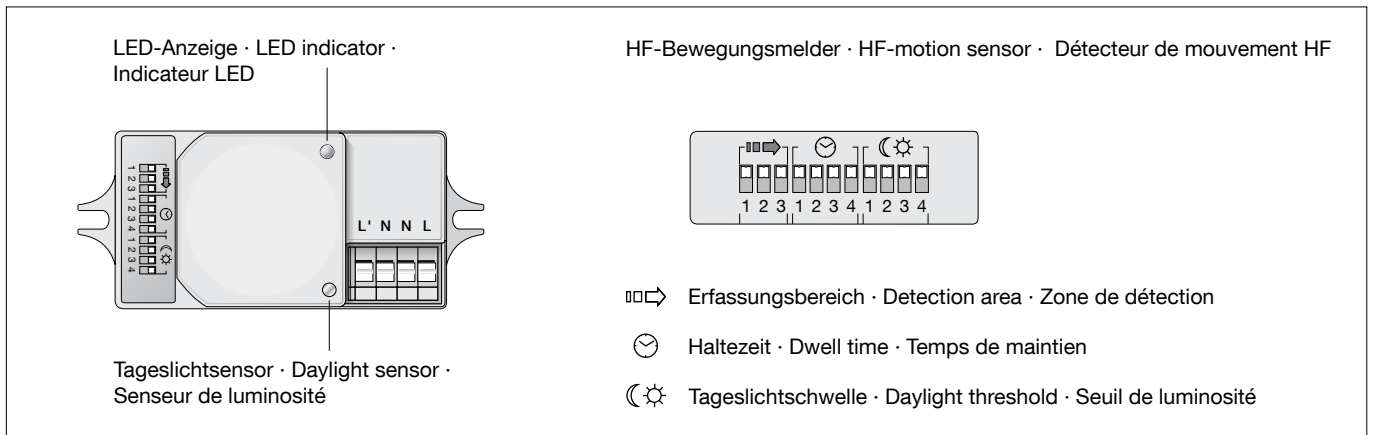 LED-Anzeige · LED indicator ·
Indicateur LED
HF-Bewegungsmelder · HF-motion sensor · Détecteur de mouvement HF
1
2
3
1
2
3
4
1
2
3
4
L' N N L
1 2 3 1 2 3 4 1 2 3 4
Erfassungsbereich · Detection area · Zone de détection
Haltezeit · Dwell time · Temps de maintien
Tageslichtschwelle · Daylight threshold · Seuil de luminosité
Tageslichtsensor · Daylight sensor ·
Senseur de luminosité